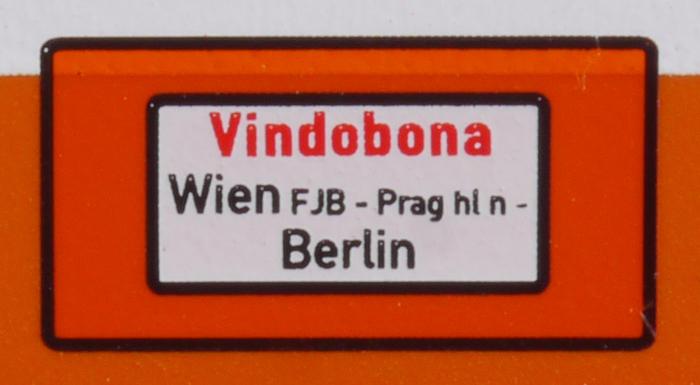 Vindobona
Wien FJB - Prag hl n -
Berlin